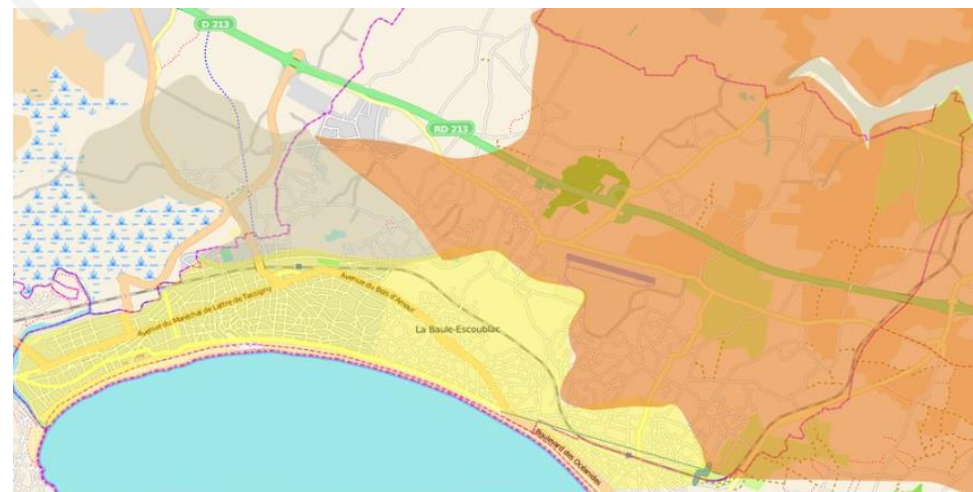 D 213
RD 213
Avenue du Bois d'Amour
Avenue du Maréchal de Lattre de Tassigny
La Baule-Escoublac
Boulevard des Océanides